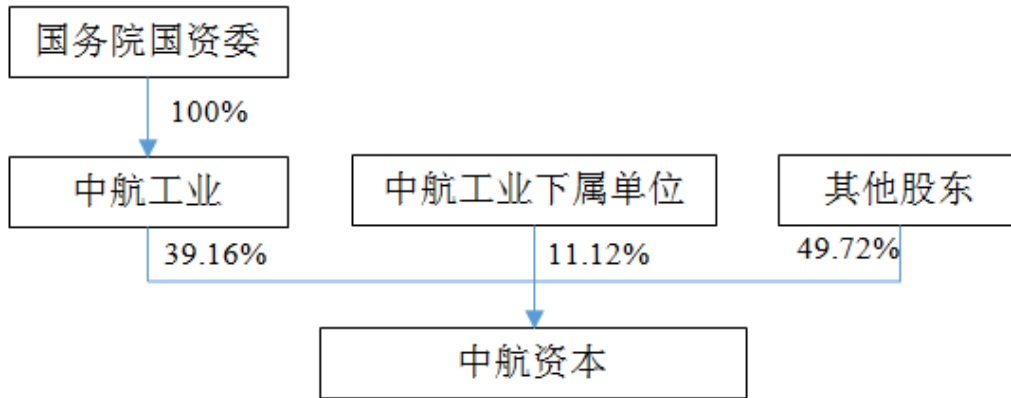 国务院国资委
100%
中航工业
中航工业下属单位
其他股东
39.16%
11.12%
49.72%
中航资本